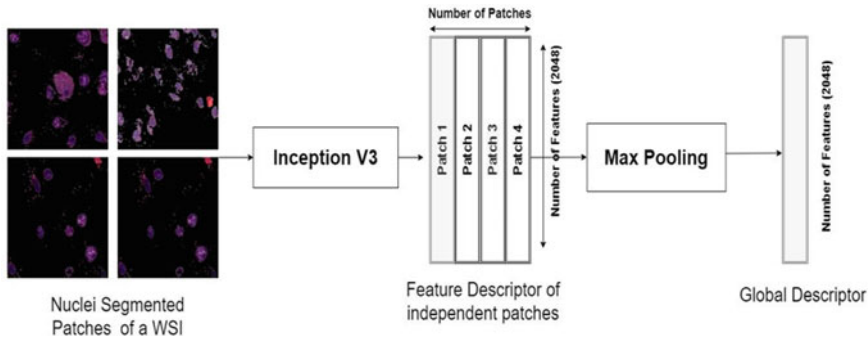 Number of Patches
Inception V3
Patch 1
Patch 2
Patch 3
Patch 4
Number of Features (2048)
Max Pooling
Number of Features (2048)
Nuclei Segmented
Patches of a WSI
Feature Descriptor of
independent patches
Global Descriptor